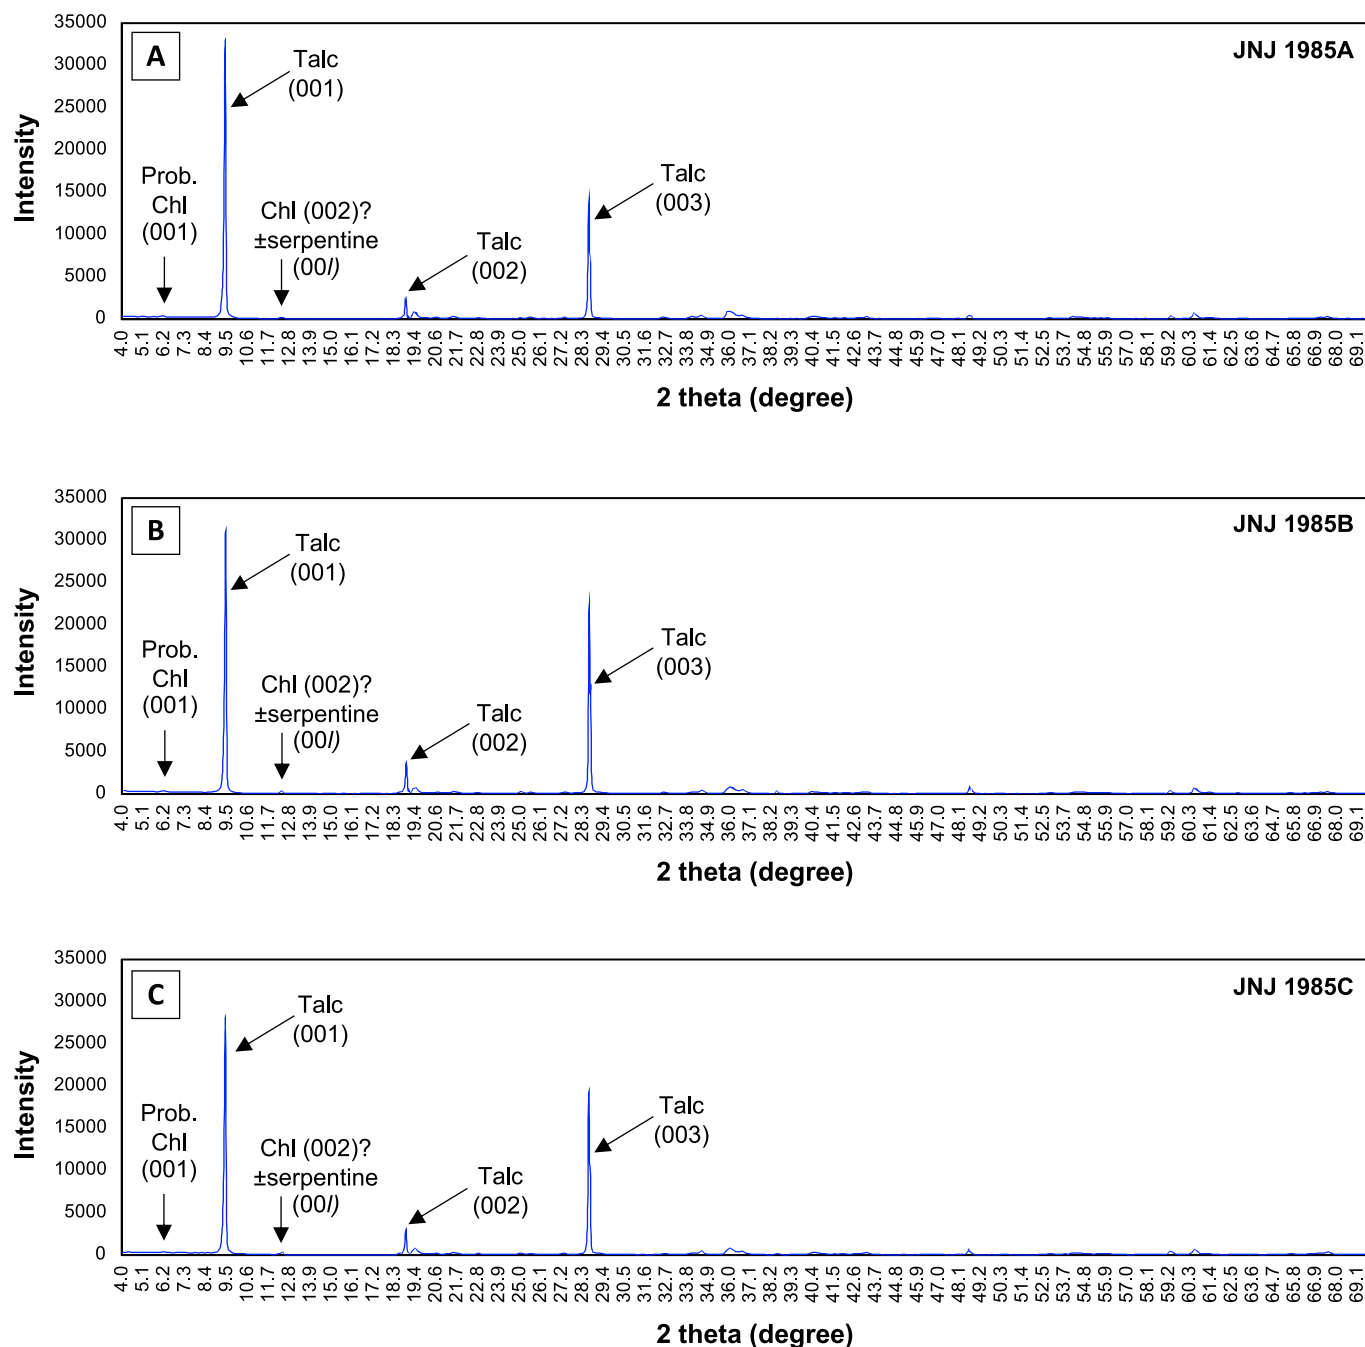 A
JNJ 1985A
Intensity
35000
30000
25000
20000
15000
10000
5000
0
Talc
(001)
Prob.
Chl
(001)
Chl (002)?
±serpentine
(00l)
Talc
(002)
Talc
(003)
4.0 5.1 6.2 7.3 8.4 9.5 10.6 11.7 12.8 13.9 15.0 16.1 17.2 18.3 19.4 20.6 21.7 22.8 23.9 25.0 26.1 27.2 28.3 29.4 30.5 31.6 32.7 33.8 34.9 36.0 37.1 38.2 39.3 40.4 41.5 42.6 43.7 44.8 45.9 47.0 48.1 49.2 50.3 51.4 52.5 53.7 54.8 55.9 57.0 58.1 59.2 60.3 61.4 62.5 63.6 64.7 65.8 66.9 68.0 69.1
2 theta (degree)
B
JNJ 1985B
Intensity
35000
30000
25000
20000
15000
10000
5000
0
Talc
(001)
Prob.
Chl
(001)
Chl (002)?
±serpentine
(00l)
Talc
(002)
Talc
(003)
4.0 5.1 6.2 7.3 8.4 9.5 10.6 11.7 12.8 13.9 15.0 16.1 17.2 18.3 19.4 20.6 21.7 22.8 23.9 25.0 26.1 27.2 28.3 29.4 30.5 31.6 32.7 33.8 34.9 36.0 37.1 38.2 39.3 40.4 41.5 42.6 43.7 44.8 45.9 47.0 48.1 49.2 50.3 51.4 52.5 53.7 54.8 55.9 57.0 58.1 59.2 60.3 61.4 62.5 63.6 64.7 65.8 66.9 68.0 69.1
2 theta (degree)
C
JNJ 1985C
Intensity
35000
30000
25000
20000
15000
10000
5000
0
Talc
(001)
Prob.
Chl
(001)
Chl (002)?
±serpentine
(00l)
Talc
(002)
Talc
(003)
4.0 5.1 6.2 7.3 8.4 9.5 10.6 11.7 12.8 13.9 15.0 16.1 17.2 18.3 19.4 20.6 21.7 22.8 23.9 25.0 26.1 27.2 28.3 29.4 30.5 31.6 32.7 33.8 34.9 36.0 37.1 38.2 39.3 40.4 41.5 42.6 43.7 44.8 45.9 47.0 48.1 49.2 50.3 51.4 52.5 53.7 54.8 55.9 57.0 58.1 59.2 60.3 61.4 62.5 63.6 64.7 65.8 66.9 68.0 69.1
2 theta (degree)